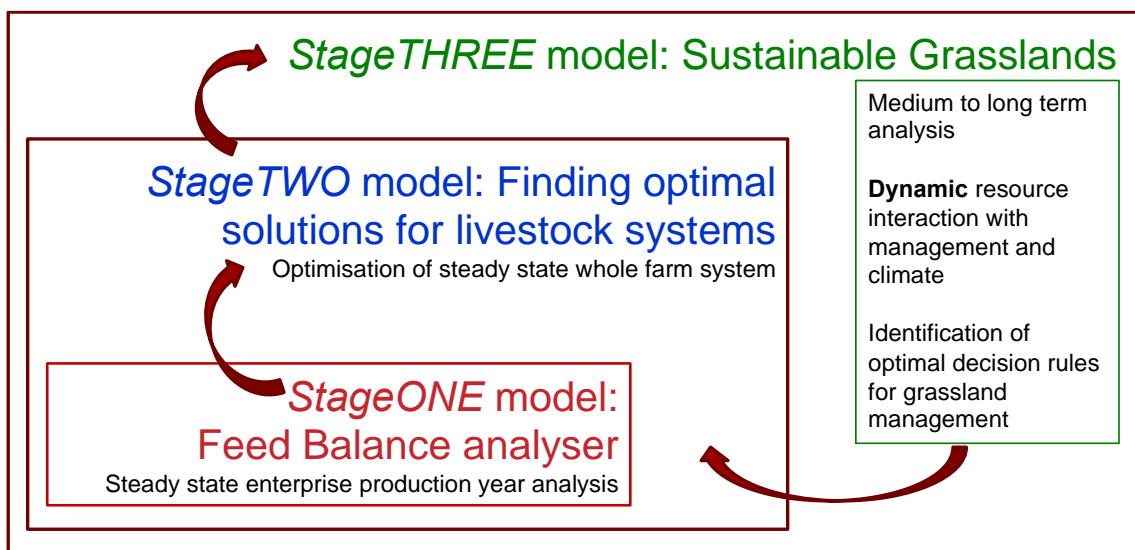 StageTHREE model: Sustainable Grasslands
Medium to long term
analysis
Dynamic resource
interaction with
management and
climate
Identification of
optimal decision rules
for grassland
management
StageTWO model: Finding optimal
solutions for livestock systems
Optimisation of steady state whole farm system
StageONE model:
Feed Balance analyser
Steady state enterprise production year analysis